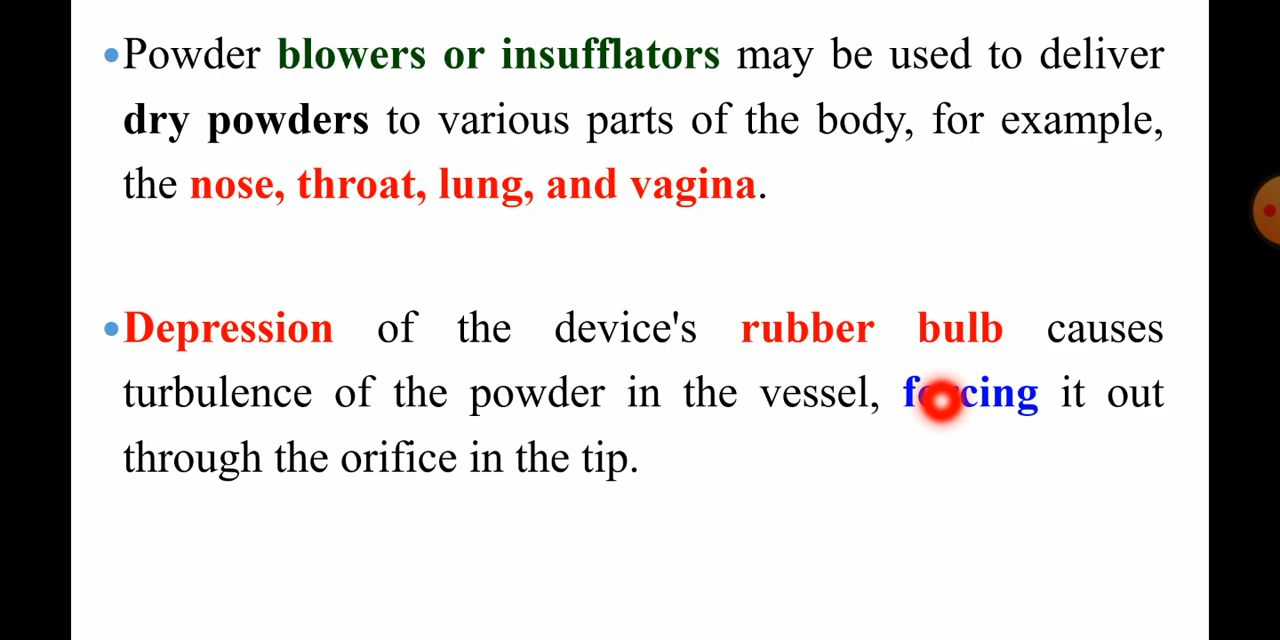 •Powder blowers or insufflators may be used to deliver
dry powders to various parts of the body, for example,
the nose, throat, lung, and vagina.
•Depression of the device's rubber bulb causes
turbulence of the powder in the vessel, forcing it out
through the orifice in the tip.